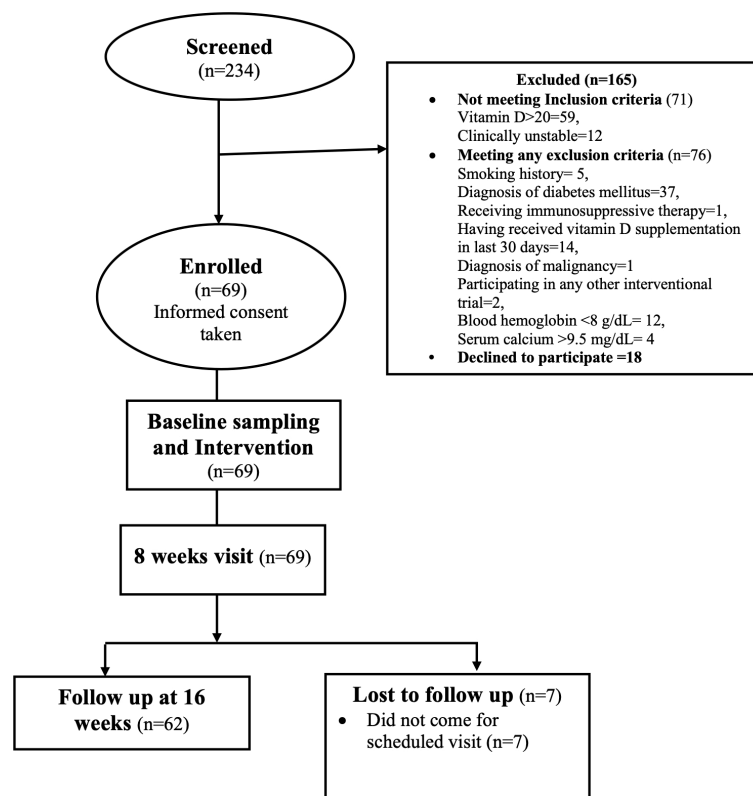 Screened
(n=234)
Excluded (n=165)
• Not meeting Inclusion criteria (71)
Vitamin D>20=59,
Clinically unstable=12
• Meeting any exclusion criteria (n=76)
Smoking history= 5,
Diagnosis of diabetes mellitus=37,
Receiving immunosuppressive therapy=1,
Having received vitamin D supplementation
in last 30 days=14,
Diagnosis of malignancy=1
Participating in any other interventional
trial=2,
Blood hemoglobin <8 g/dL= 12,
Serum calcium >9.5 mg/dL= 4
• Declined to participate =18
Enrolled
(n=69)
Informed consent
taken
Baseline sampling
and Intervention
(n=69)
8 weeks visit (n=69)
Follow up at 16
weeks (n=62)
Lost to follow up (n=7)
• Did not come for
scheduled visit (n=7)